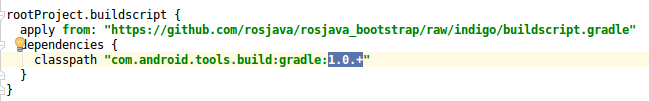 rootProject.buildscript {
apply from: "https://github.com/rosjava/rosjava_bootstrap/raw/indigo/buildscript.gradle"
dependencies {
classpath "com.android.tools.build:gradle:1.0.+"
}
}